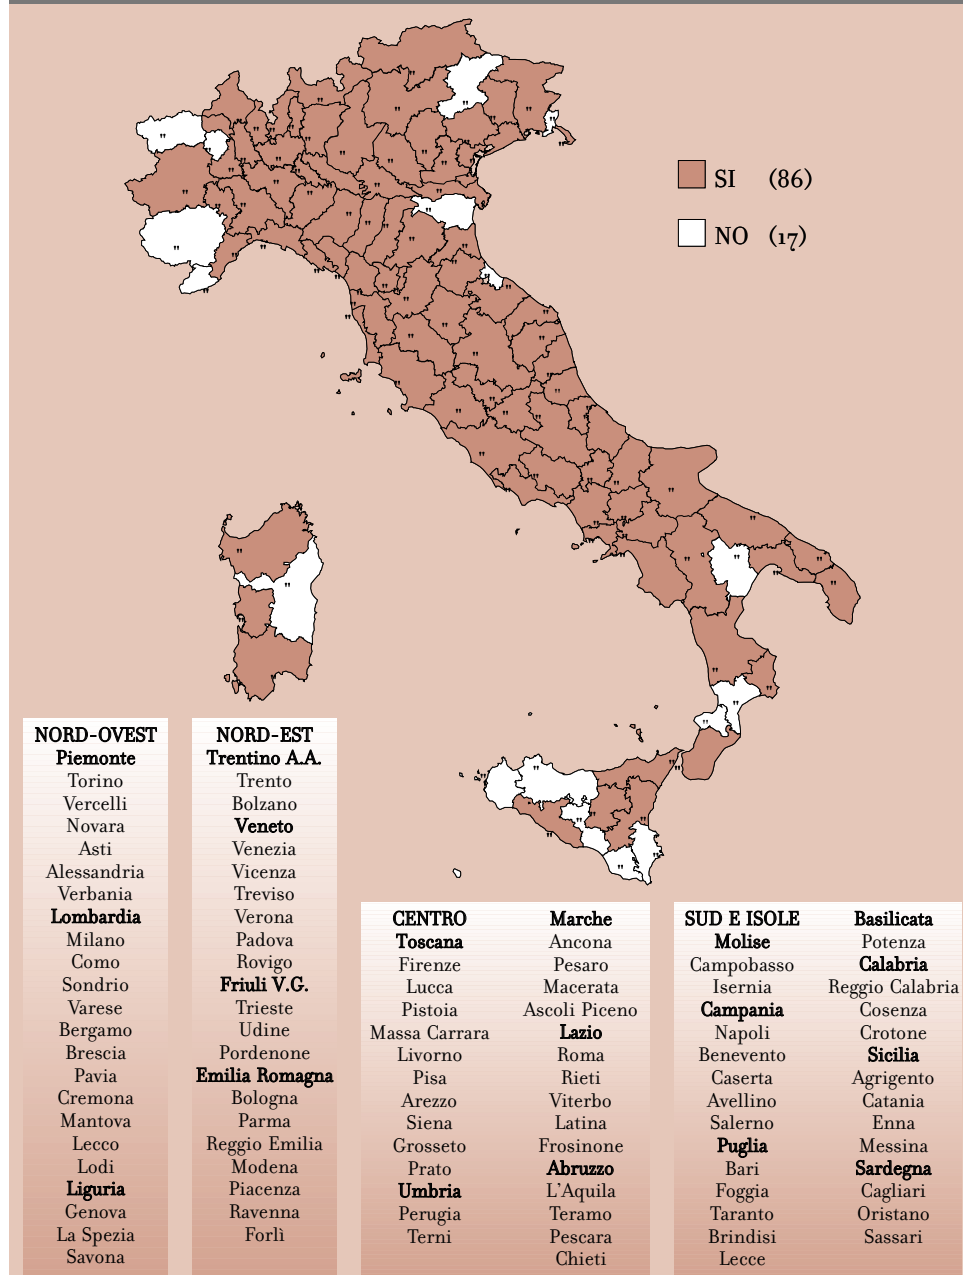 SI (86)
NO (17)
NORD-OVEST
Piemonte
Torino
Vercelli
Novara
Asti
Alessandria
Verbania
Lombardia
Milano
Como
Sondrio
Varese
Bergamo
Brescia
Pavia
Cremona
Mantova
Lecco
Lodi
Liguria
Genova
La Spezia
Savona
NORD-EST
Trentino A.A.
Trento
Bolzano
Veneto
Venezia
Vicenza
Treviso
Verona
Padova
Rovigo
Friuli V.G.
Trieste
Udine
Pordenone
Emilia Romagna
Bologna
Parma
Reggio Emilia
Modena
Piacenza
Ravenna
Forlì
CENTRO
Toscana
Firenze
Lucca
Pistoia
Massa Carrara
Livorno
Pisa
Arezzo
Siena
Grosseto
Prato
Umbria
Perugia
Terni
Marche
Ancona
Pesaro
Macerata
Ascoli Piceno
Lazio
Roma
Rieti
Viterbo
Latina
Frosinone
Abruzzo
L'Aquila
Teramo
Pescara
Chieti
SUD E ISOLE
Molise
Campobasso
Isernia
Campania
Napoli
Benevento
Caserta
Avellino
Salerno
Puglia
Bari
Foggia
Taranto
Brindisi
Lecce
Basilicata
Potenza
Calabria
Reggio Calabria
Cosenza
Crotone
Sicilia
Agrigento
Catania
Enna
Messina
Sardegna
Cagliari
Oristano
Sassari